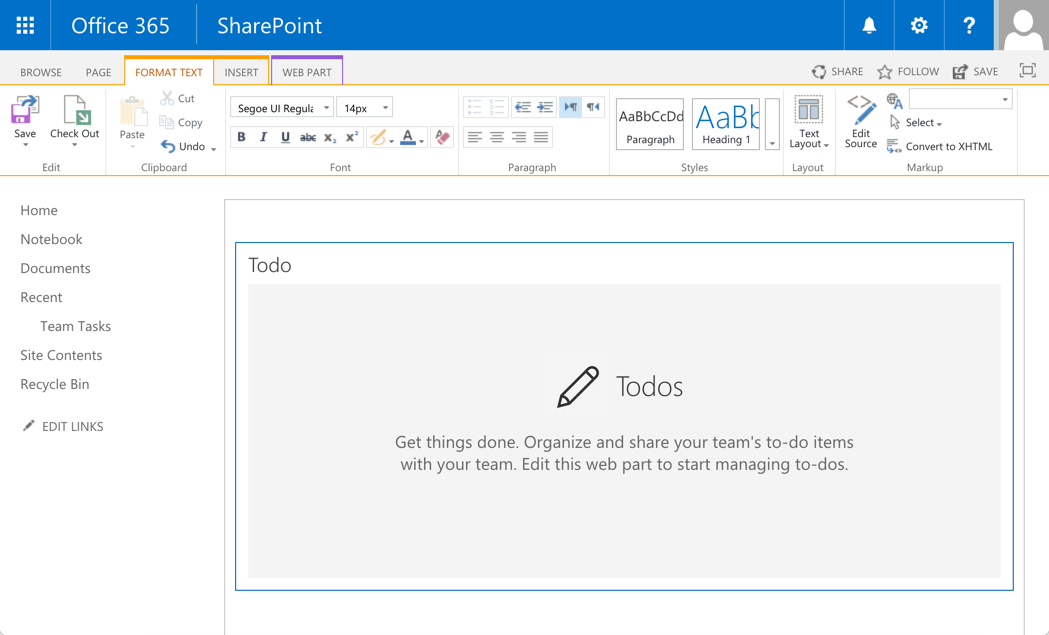 Office 365 SharePoint ?
BROWSE PAGE FORMAT TEXT INSERT WEB PART SHARE FOLLOW SAVE
Save
Check Out
Edit
Paste
Cut
Copy
Undo
Clipboard
Segoe UI Regula 14px
B I U abc x₂ x² A
Font
Paragraph
AaBbCcDd
Paragraph
AaBb
Heading 1
Styles
Text
Layout
Layout
Edit
Source
Select
Convert to XHTML
Markup
Home
Notebook
Documents
Recent
Team Tasks
Site Contents
Recycle Bin
EDIT LINKS
Todo
Todos
Get things done. Organize and share your team's to-do items
with your team. Edit this web part to start managing to-dos.